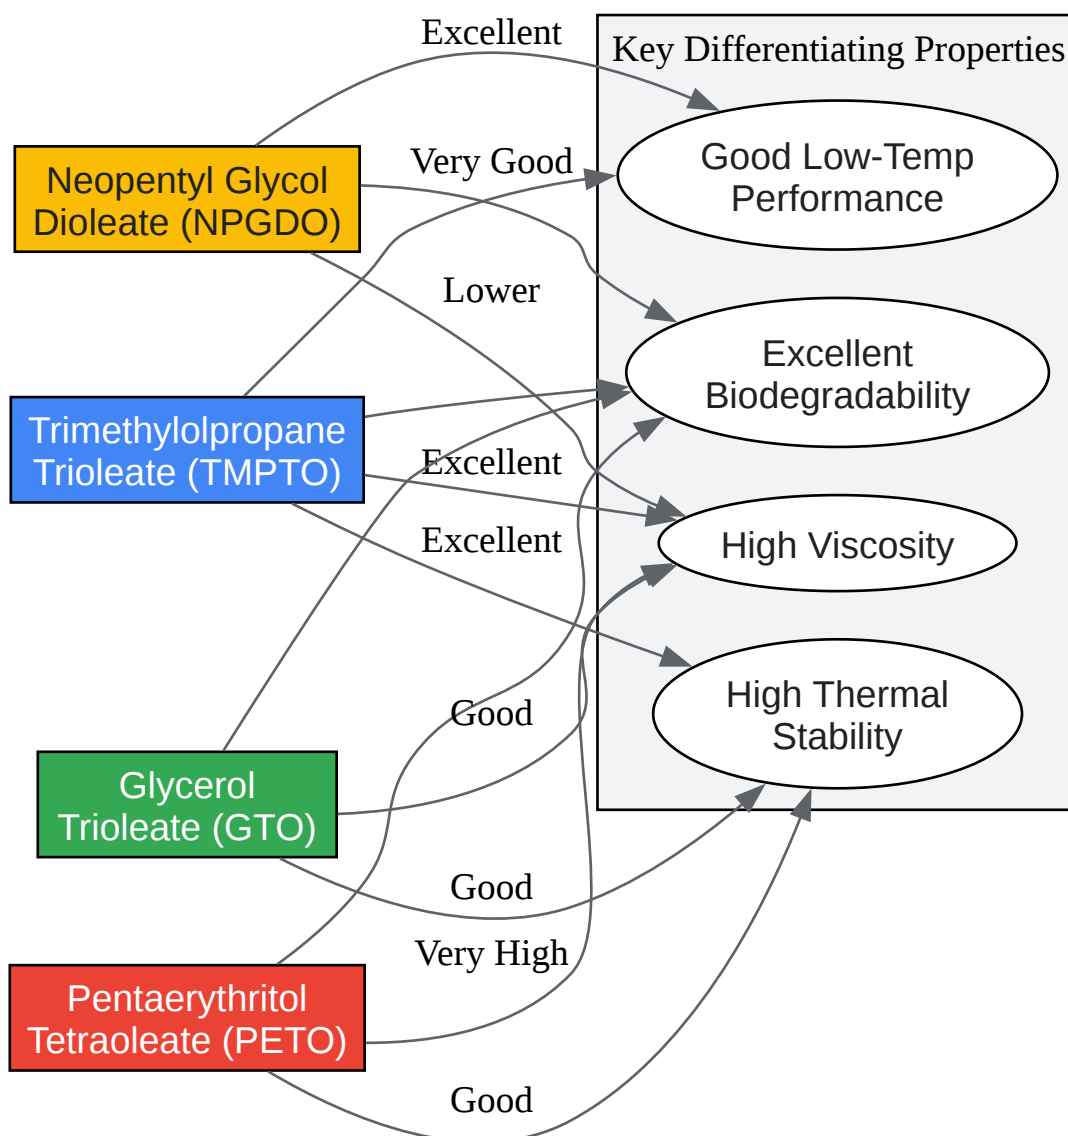 Excellent
Key Differentiating Properties
Good Low-Temp
Performance
Very Good
Neopentyl Glycol
Dioleate (NPGDO)
Lower
Excellent
Biodegradability
Trimethylolpropane
Trioleate (TMPTO)
Excellent
Excellent
High Viscosity
High Thermal
Stability
Good
Glycerol
Trioleate (GTO)
Good
Very High
Pentaerythritol
Tetraoleate (PETO)
Good